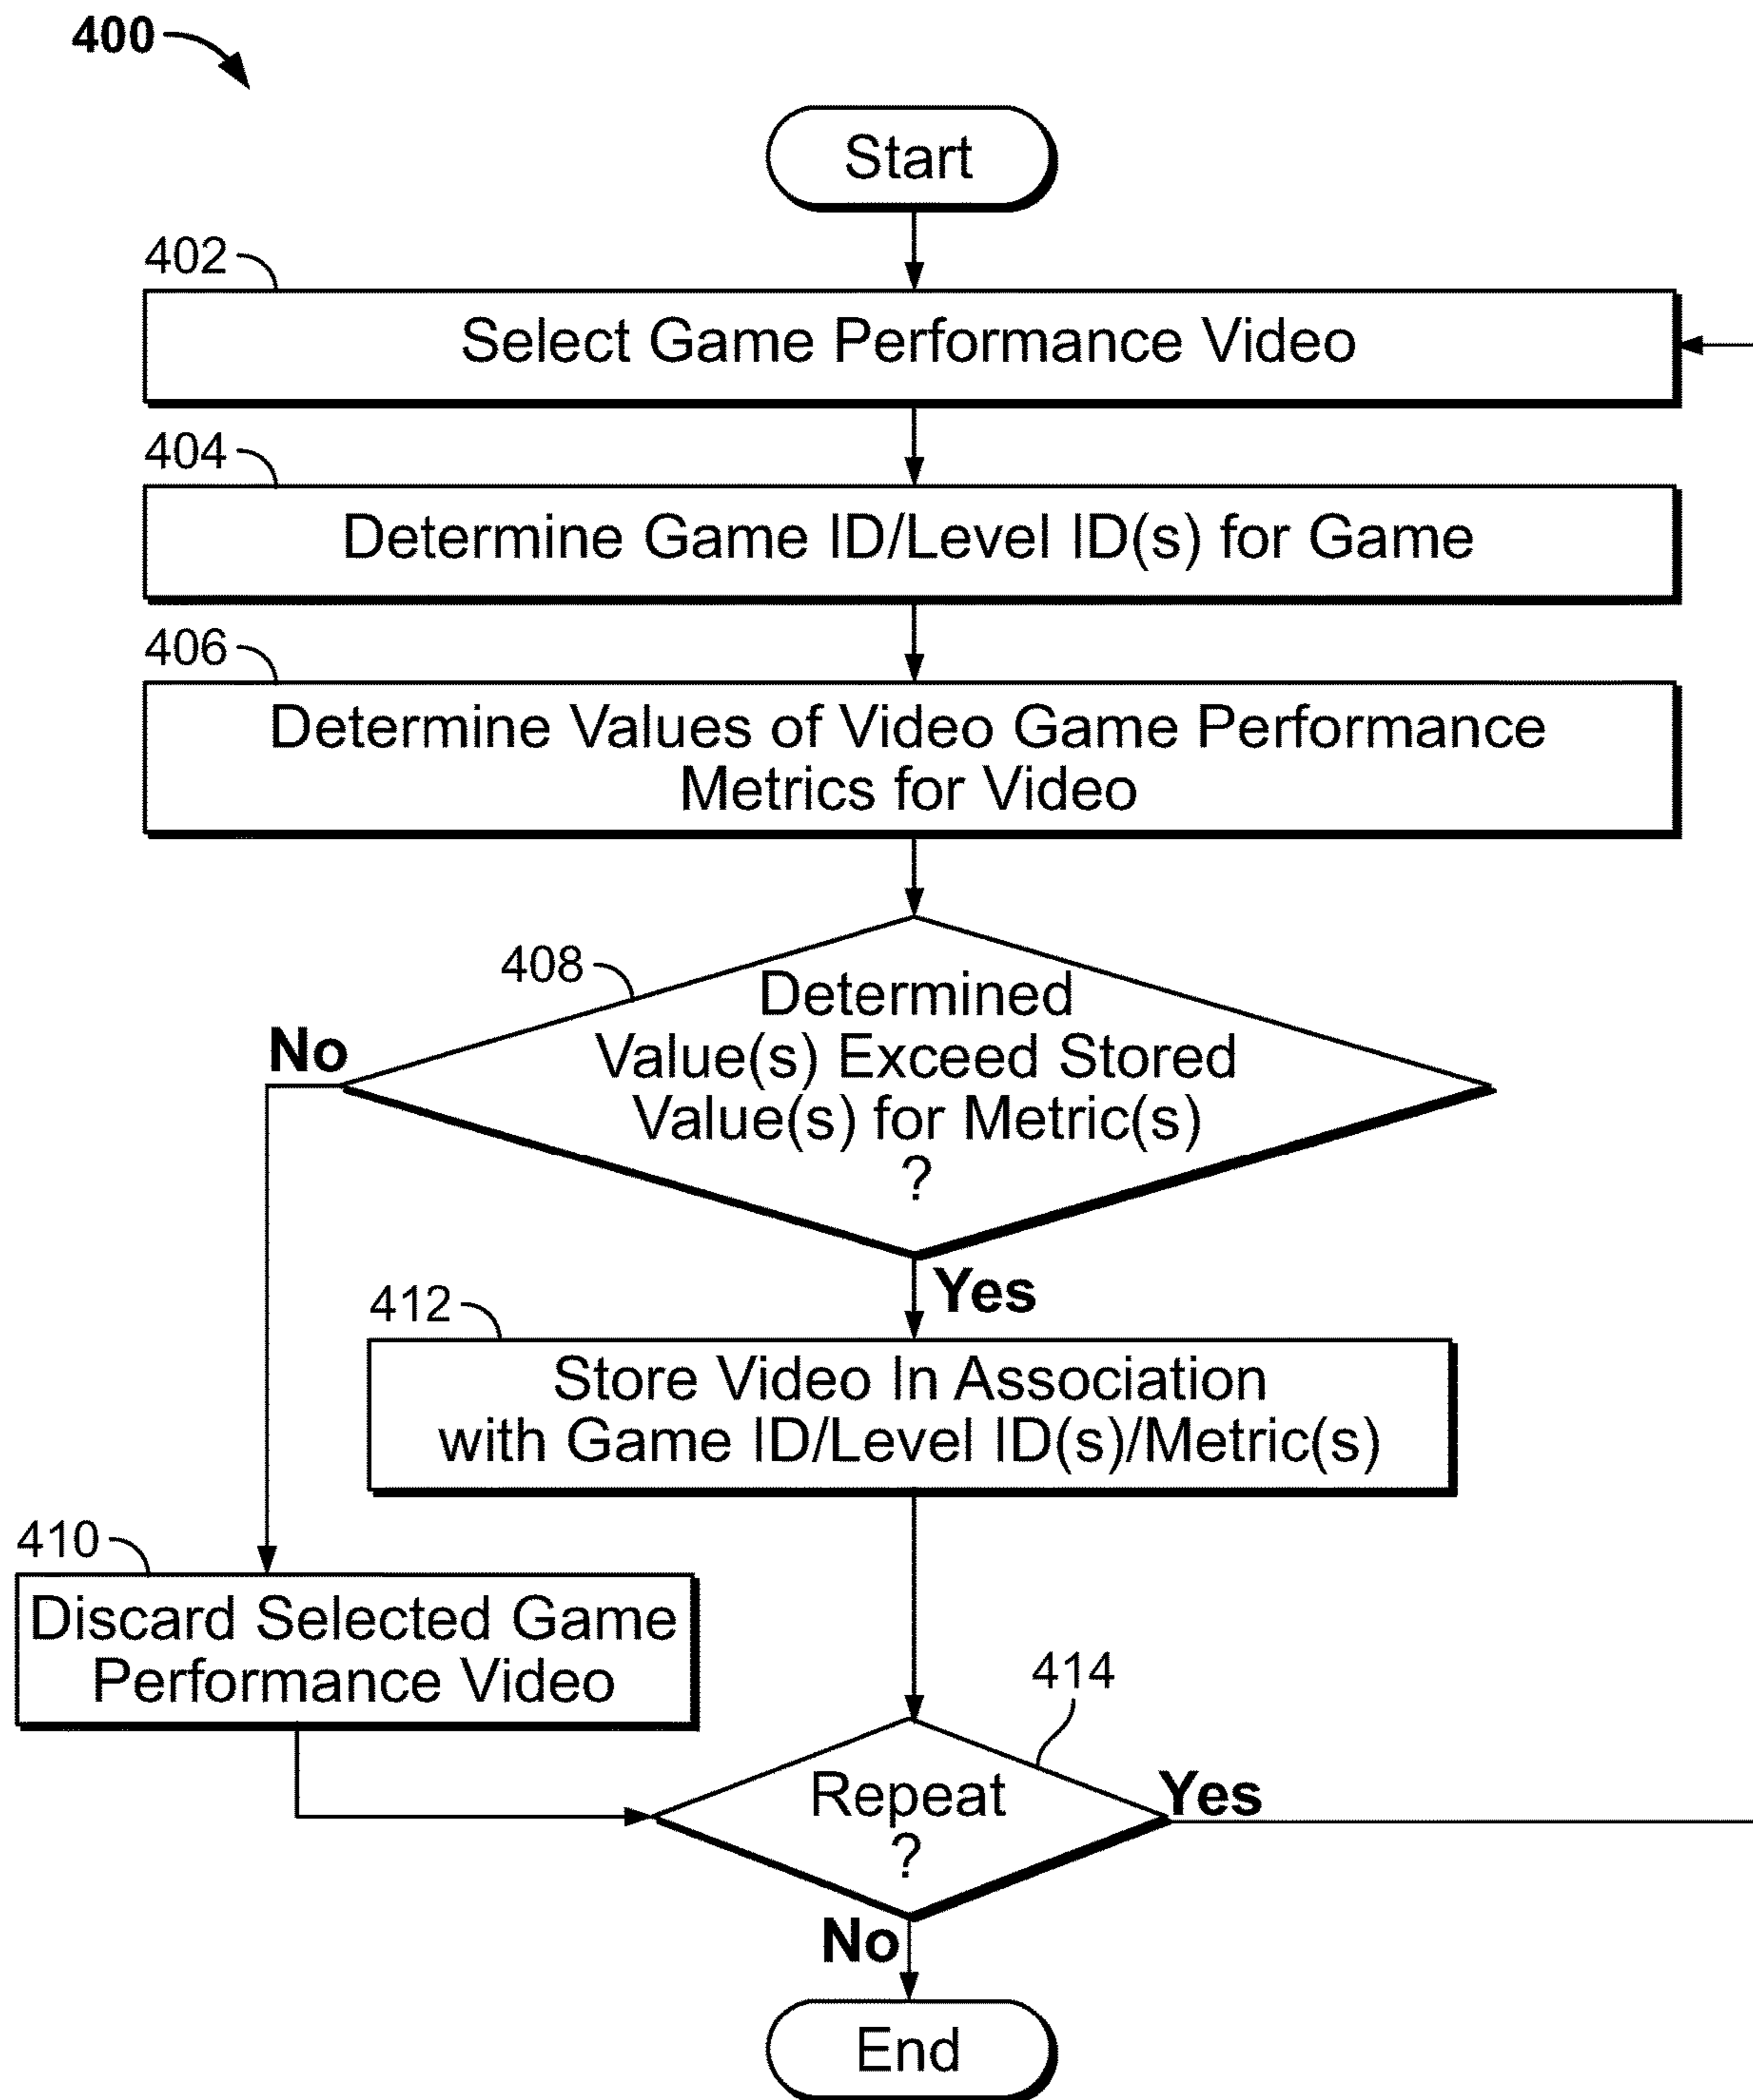 400
Start
402
Select Game Performance Video
404
Determine Game ID/Level ID(s) for Game
406
Determine Values of Video Game Performance
Metrics for Video
408
Determined
Value(s) Exceed Stored
Value(s) for Metric(s)
?
No
Yes
412
Store Video In Association
with Game ID/Level ID(s)/Metric(s)
410
Discard Selected Game
Performance Video
414
Repeat
?
Yes
No
End